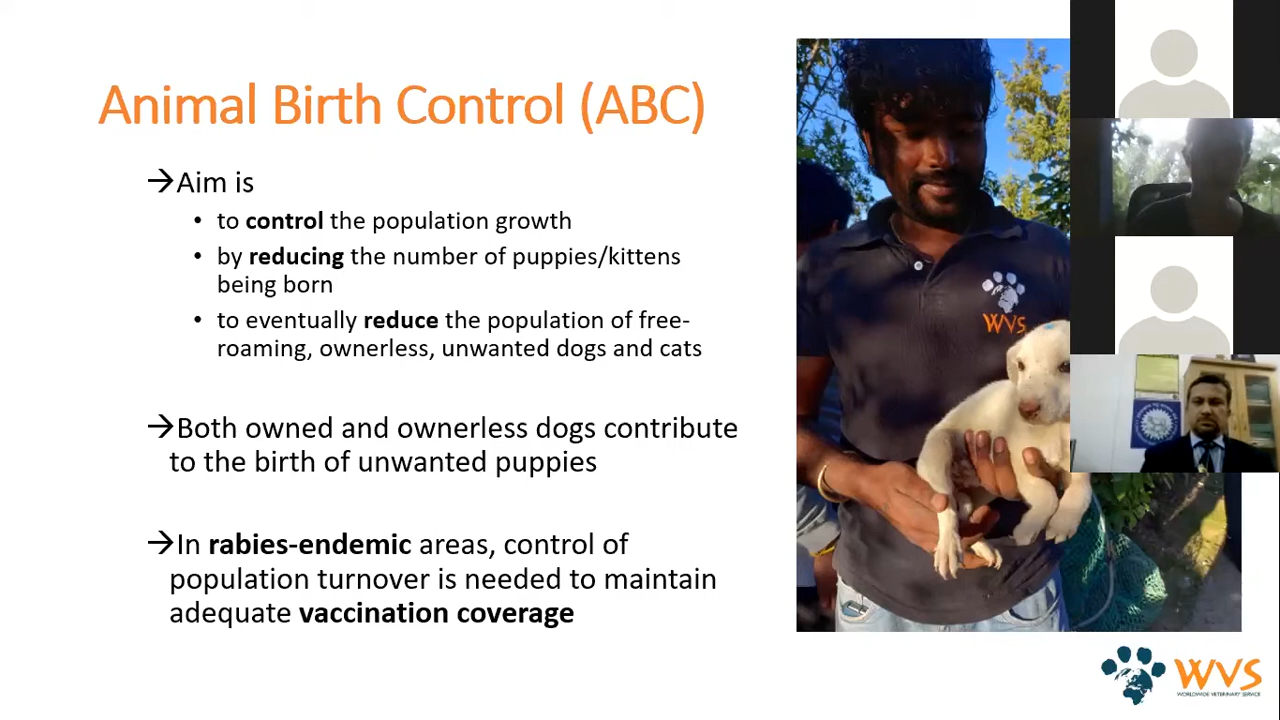 Animal Birth Control (ABC)
→Aim is
• to control the population growth
• by reducing the number of puppies/kittens
being born
• to eventually reduce the population of free-
roaming, ownerless, unwanted dogs and cats
→Both owned and ownerless dogs contribute
to the birth of unwanted puppies
→In rabies-endemic areas, control of
population turnover is needed to maintain
adequate vaccination coverage
WVS
WVS
WORLDWIDE VETERINARY SERVICE